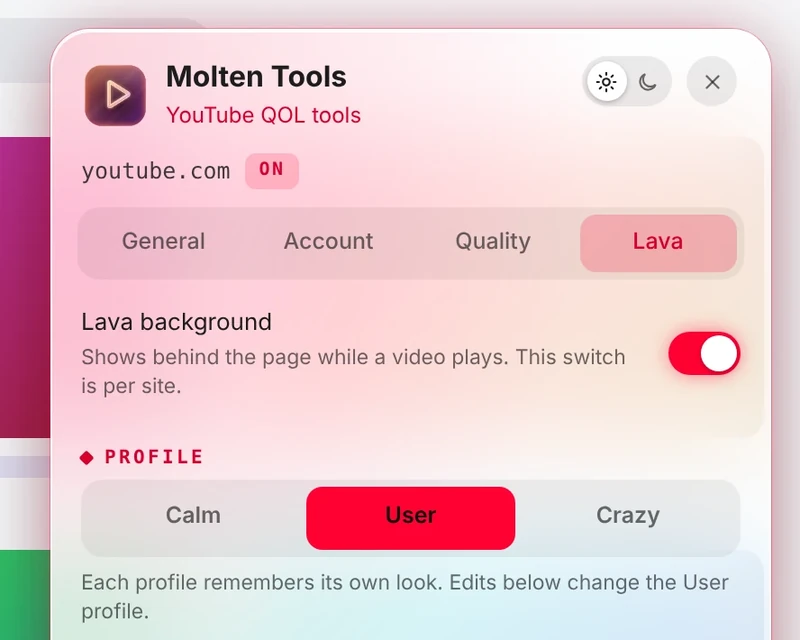 Molten Tools
YouTube QOL tools
youtube.com ON
General Account Quality Lava
Lava background
Shows behind the page while a video plays. This switch
is per site.
PROFILE
Calm User Crazy
Each profile remembers its own look. Edits below change the User
profile.